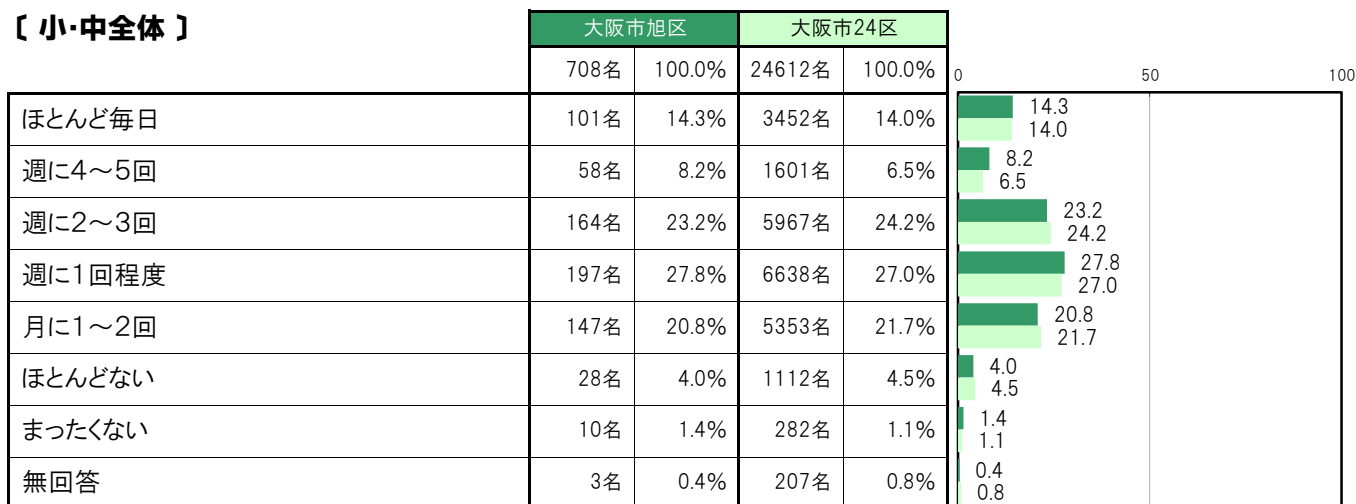 〔 小・中全体 〕
大阪市旭区 大阪市24区
708名 100.0% 24612名 100.0%
0 50 100
ほとんど毎日 101名 14.3% 3452名 14.0%
14.3
14.0
週に4～5回 58名 8.2% 1601名 6.5%
8.2
6.5
週に2～3回 164名 23.2% 5967名 24.2%
23.2
24.2
週に1回程度 197名 27.8% 6638名 27.0%
27.8
27.0
月に1～2回 147名 20.8% 5353名 21.7%
20.8
21.7
ほとんどない 28名 4.0% 1112名 4.5%
4.0
4.5
まったくない 10名 1.4% 282名 1.1%
1.4
1.1
無回答 3名 0.4% 207名 0.8%
0.4
0.8